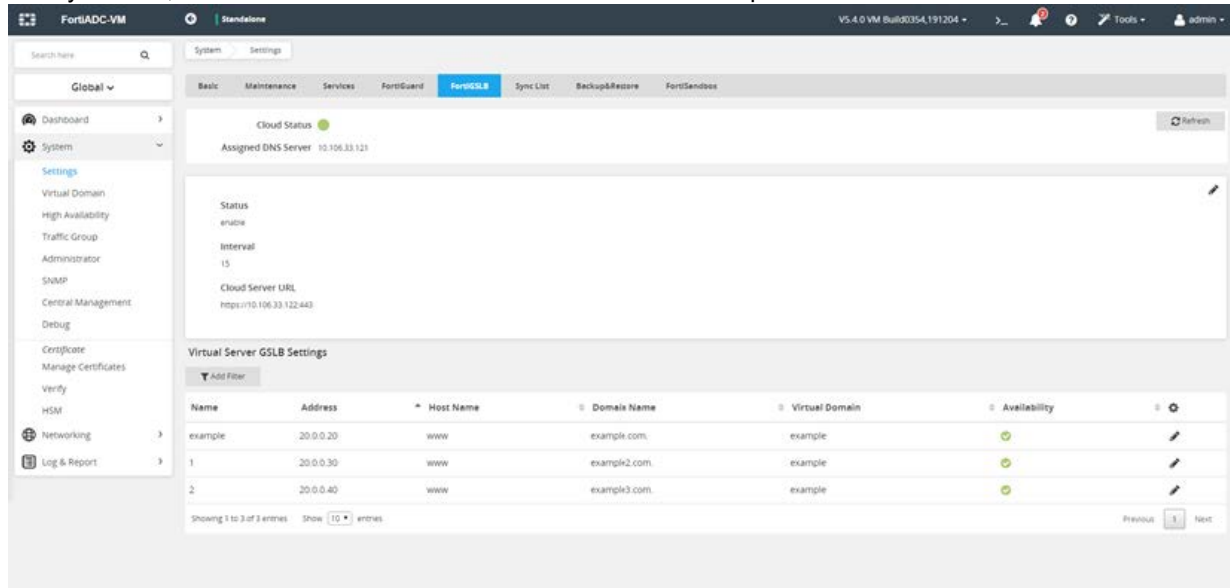 FortiADC-VM
Standalone
V5.4.0 VM Build0354,191204
>_
2
Tools
admin
Search here
Global
Dashboard
System
Settings
Virtual Domain
High Availability
Traffic Group
Administrator
SNMP
Central Management
Debug
Certificate
Manage Certificates
Verify
HSM
Networking
Log & Report
System Settings
Basic Maintenance Services FortiGuard FortiGSLB Sync List Backup&Restore FortiSandbox
Cloud Status
Refresh
Assigned DNS Server 10.106.33.121
Status
enable
Interval
15
Cloud Server URL
https://10.106.33.122:443
Virtual Server GSLB Settings
Add Filter
Name Address Host Name Domain Name Virtual Domain Availability
example 20.0.0.20 www example.com. example
1 20.0.0.30 www example2.com. example
2 20.0.0.40 www example3.com. example
Showing 1 to 3 of 3 entries Show 10 entries Previous 1 Next